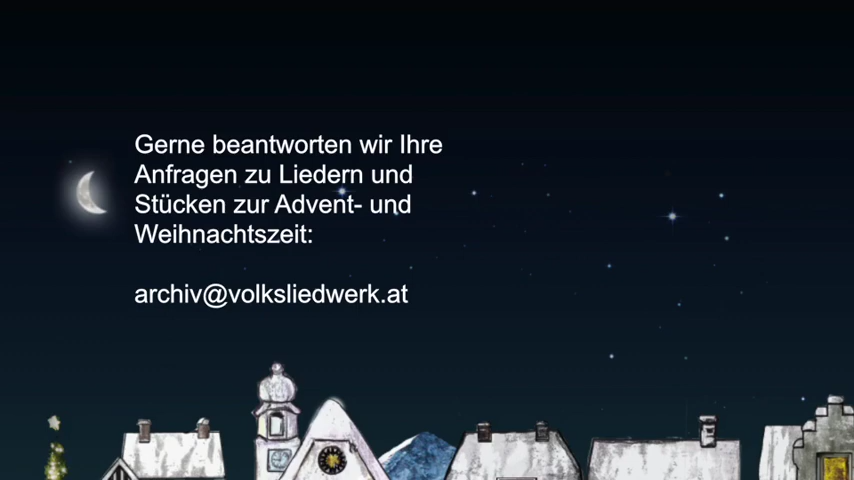 Gerne beantworten wir Ihre
Anfragen zu Liedern und
Stücken zur Advent- und
Weihnachtszeit:
archiv@volksliedwerk.at